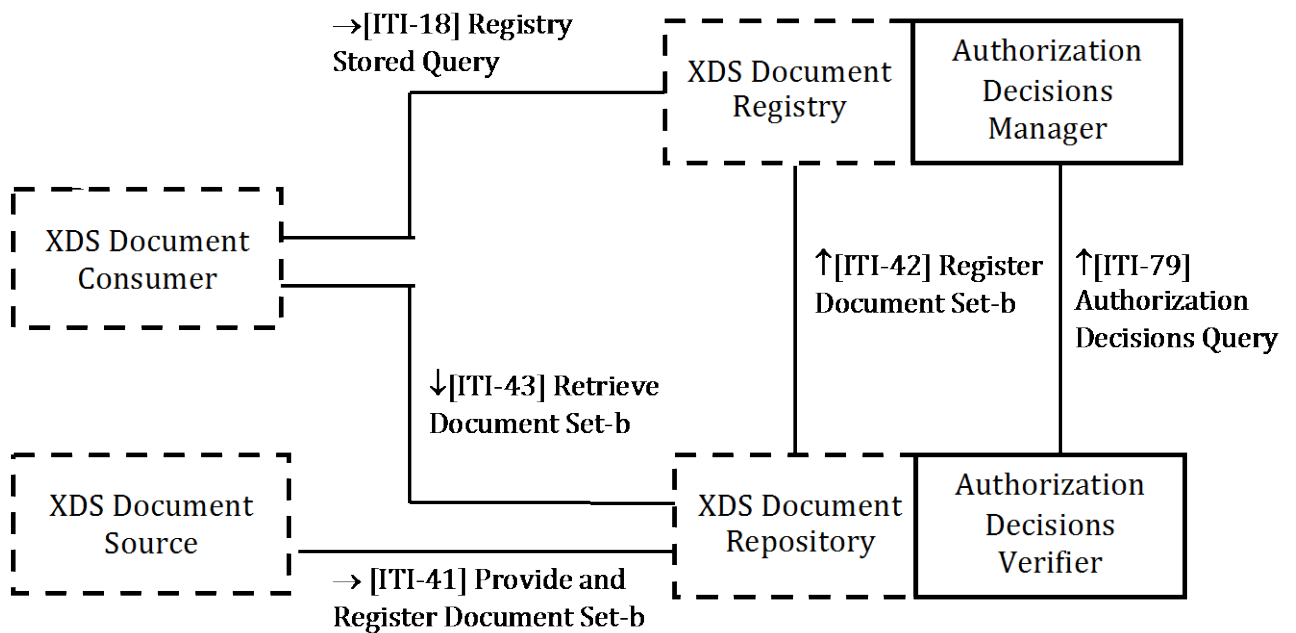 →[ITI-18] Registry
Stored Query
XDS Document
Registry
Authorization
Decisions
Manager
XDS Document
Consumer
↑[ITI-42] Register
Document Set-b
↑[ITI-79]
Authorization
Decisions Query
↓[ITI-43] Retrieve
Document Set-b
XDS Document
Source
XDS Document
Repository
Authorization
Decisions
Verifier
→ [ITI-41] Provide and
Register Document Set-b